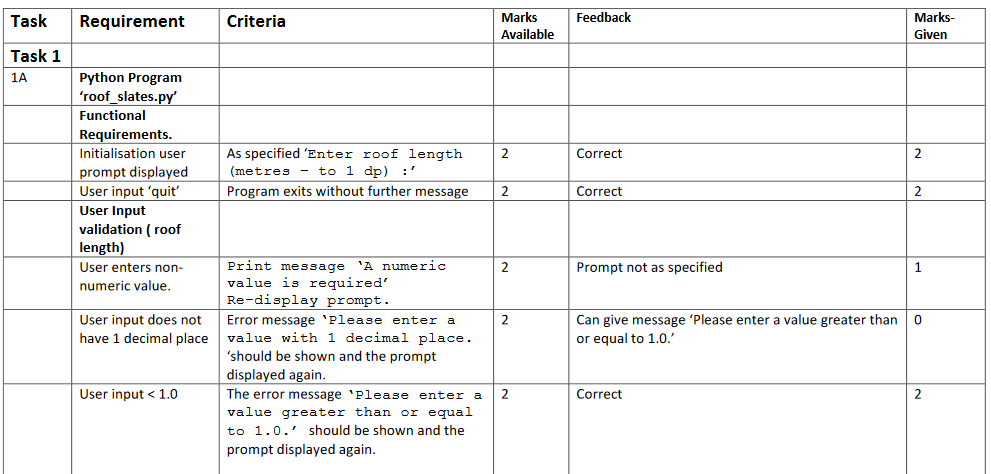 Task Requirement Criteria Marks Available Feedback Marks-Given
Task 1
1A Python Program
‘roof_slates.py’
Functional
Requirements.
Initialisation user
prompt displayed
As specified ‘Enter roof length
(metres – to 1 dp) :’
2
Correct
2
User input ‘quit’
Program exits without further message
2
Correct
2
User Input
validation ( roof
length)
User enters non-
numeric value.
Print message ‘A numeric
value is required’
Re-display prompt.
2
Prompt not as specified
1
User input does not
have 1 decimal place
Error message ‘Please enter a
value with 1 decimal place.
‘should be shown and the prompt
displayed again.
2
Can give message ‘Please enter a value greater than
or equal to 1.0.’
0
User input < 1.0
The error message ‘Please enter a
value greater than or equal
to 1.0.’ should be shown and the
prompt displayed again.
2
Correct
2